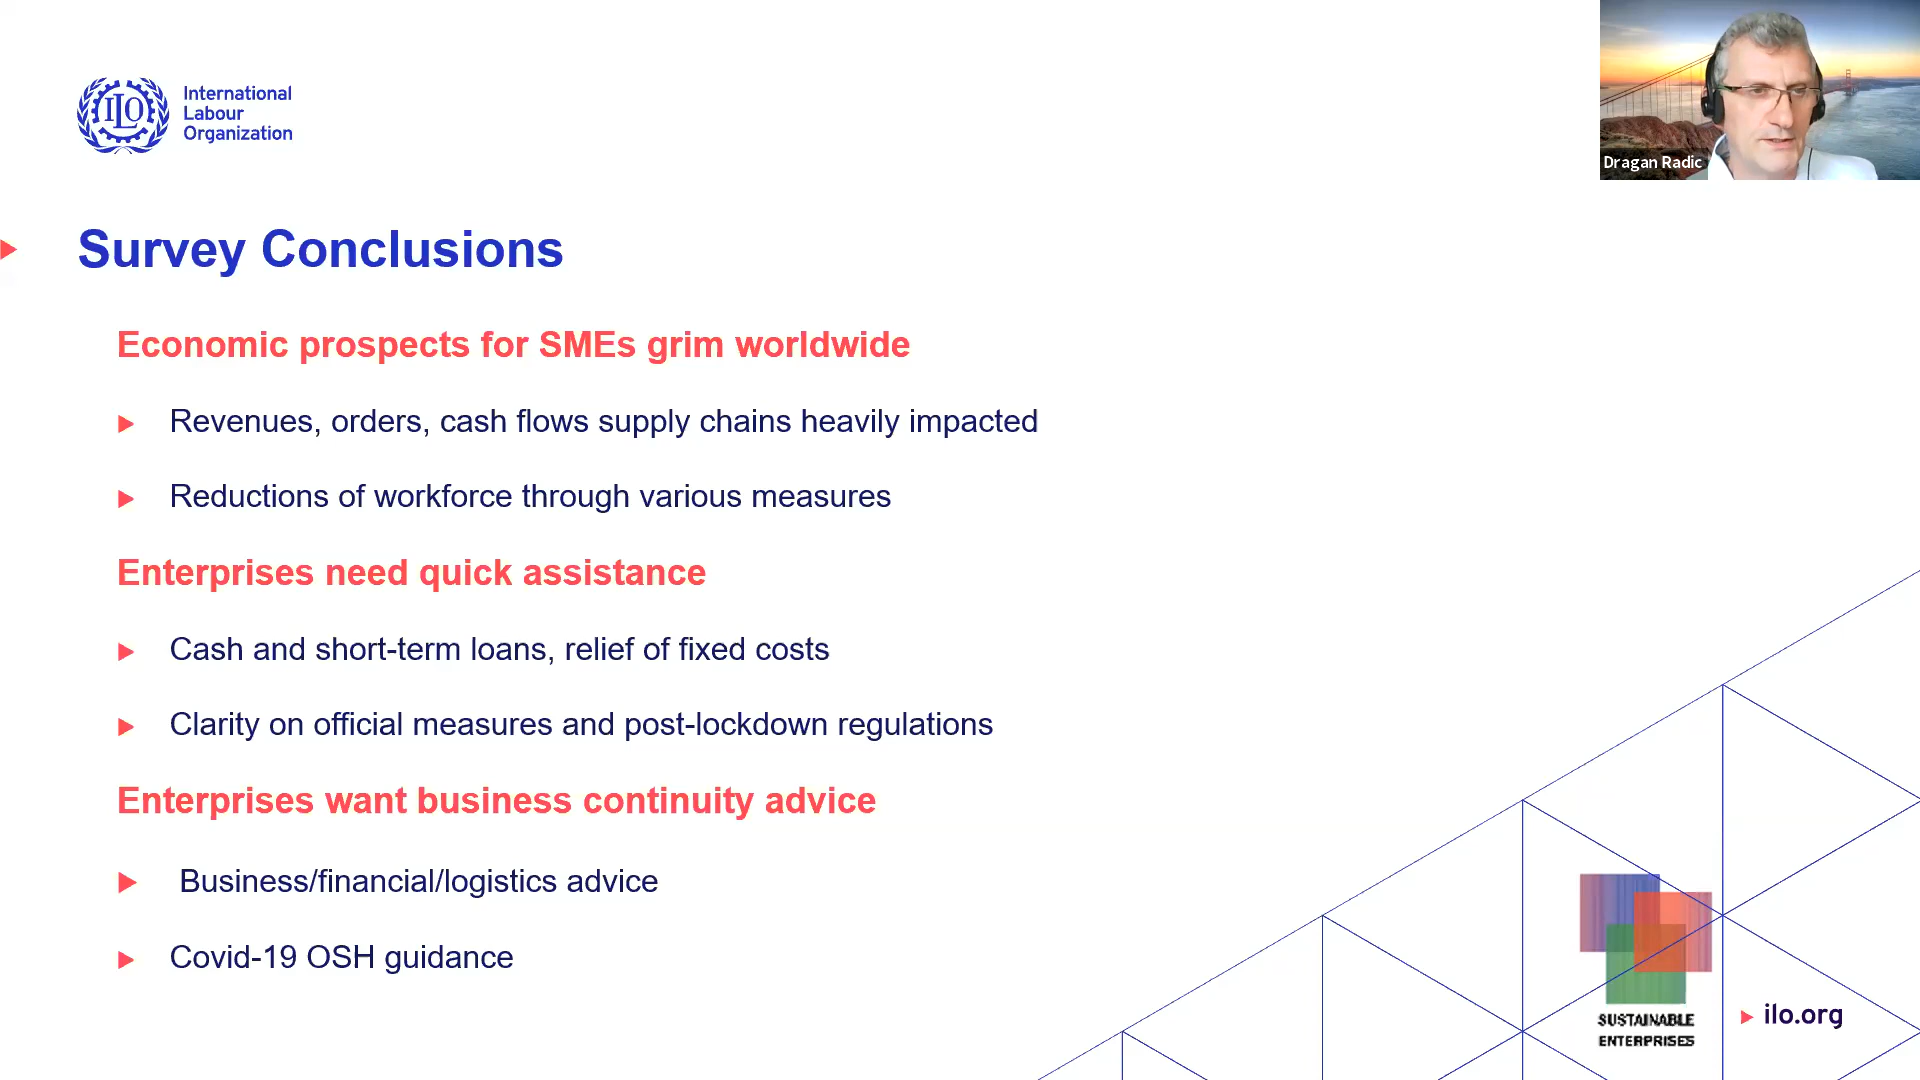 International
Labour
Organization
ILO
Dragan Radic
Survey Conclusions
Economic prospects for SMEs grim worldwide
Revenues, orders, cash flows supply chains heavily impacted
Reductions of workforce through various measures
Enterprises need quick assistance
Cash and short-term loans, relief of fixed costs
Clarity on official measures and post-lockdown regulations
Enterprises want business continuity advice
Business/financial/logistics advice
Covid-19 OSH guidance
SUSTAINABLE
ENTERPRISES
ilo.org